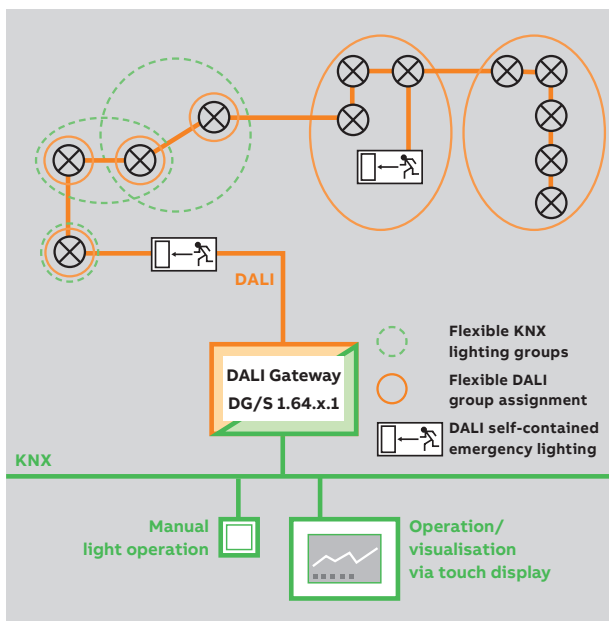 DALI
DALI Gateway
DG/S 1.64.x.1
Flexible KNX
lighting groups
Flexible DALI
group assignment
DALI self-contained
emergency lighting
KNX
Manual
light operation
Operation/
visualisation
via touch display